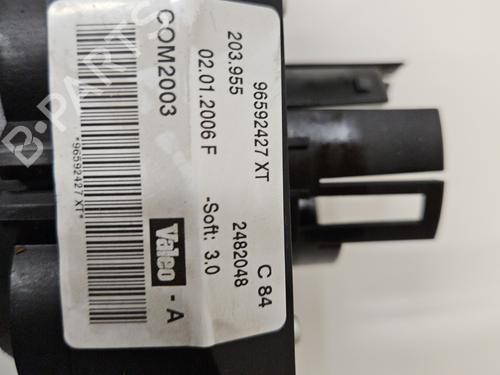 96592427 XT
C 84
203.955
2482048
02.01.2006 F
-Soft: 3.0
COM2003
Valeo - A
*96592427 XT*
B-PARTS